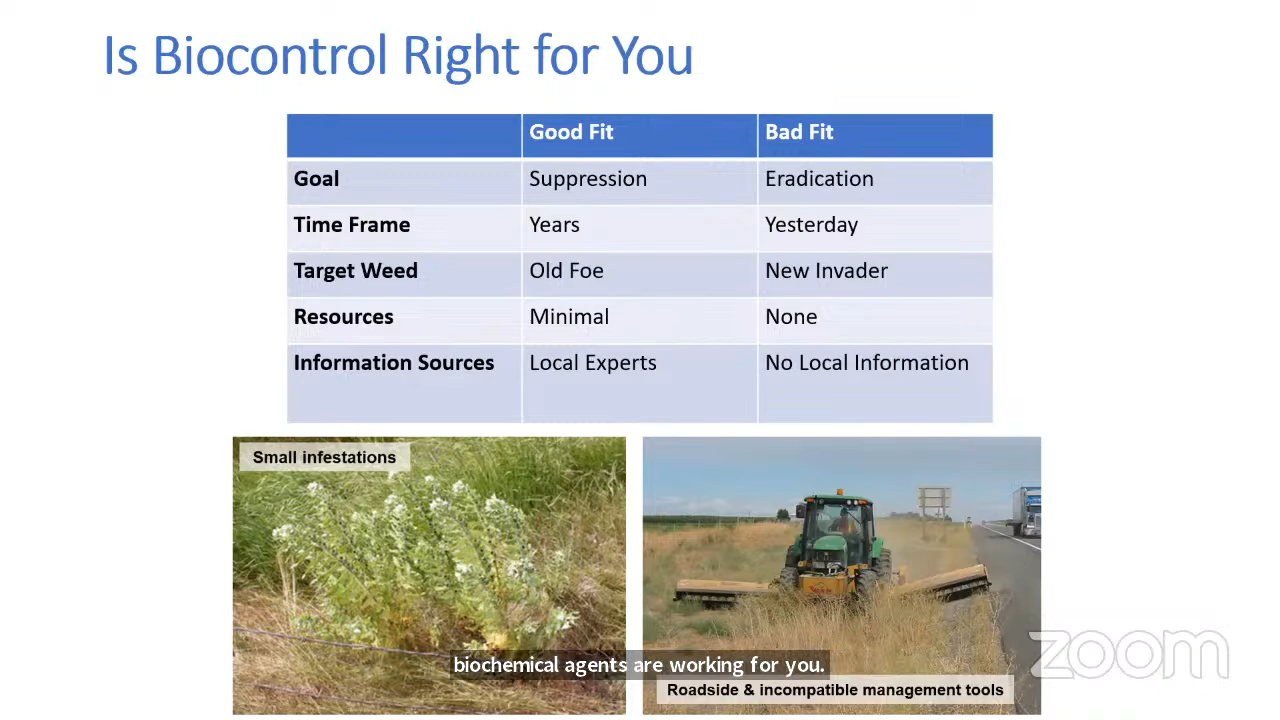 Is Biocontrol Right for You
Good Fit Bad Fit
Goal Suppression Eradication
Time Frame Years Yesterday
Target Weed Old Foe New Invader
Resources Minimal None
Information Sources Local Experts No Local Information
Small infestations
biochemical agents are working for you.
Roadside & incompatible management tools
zoom